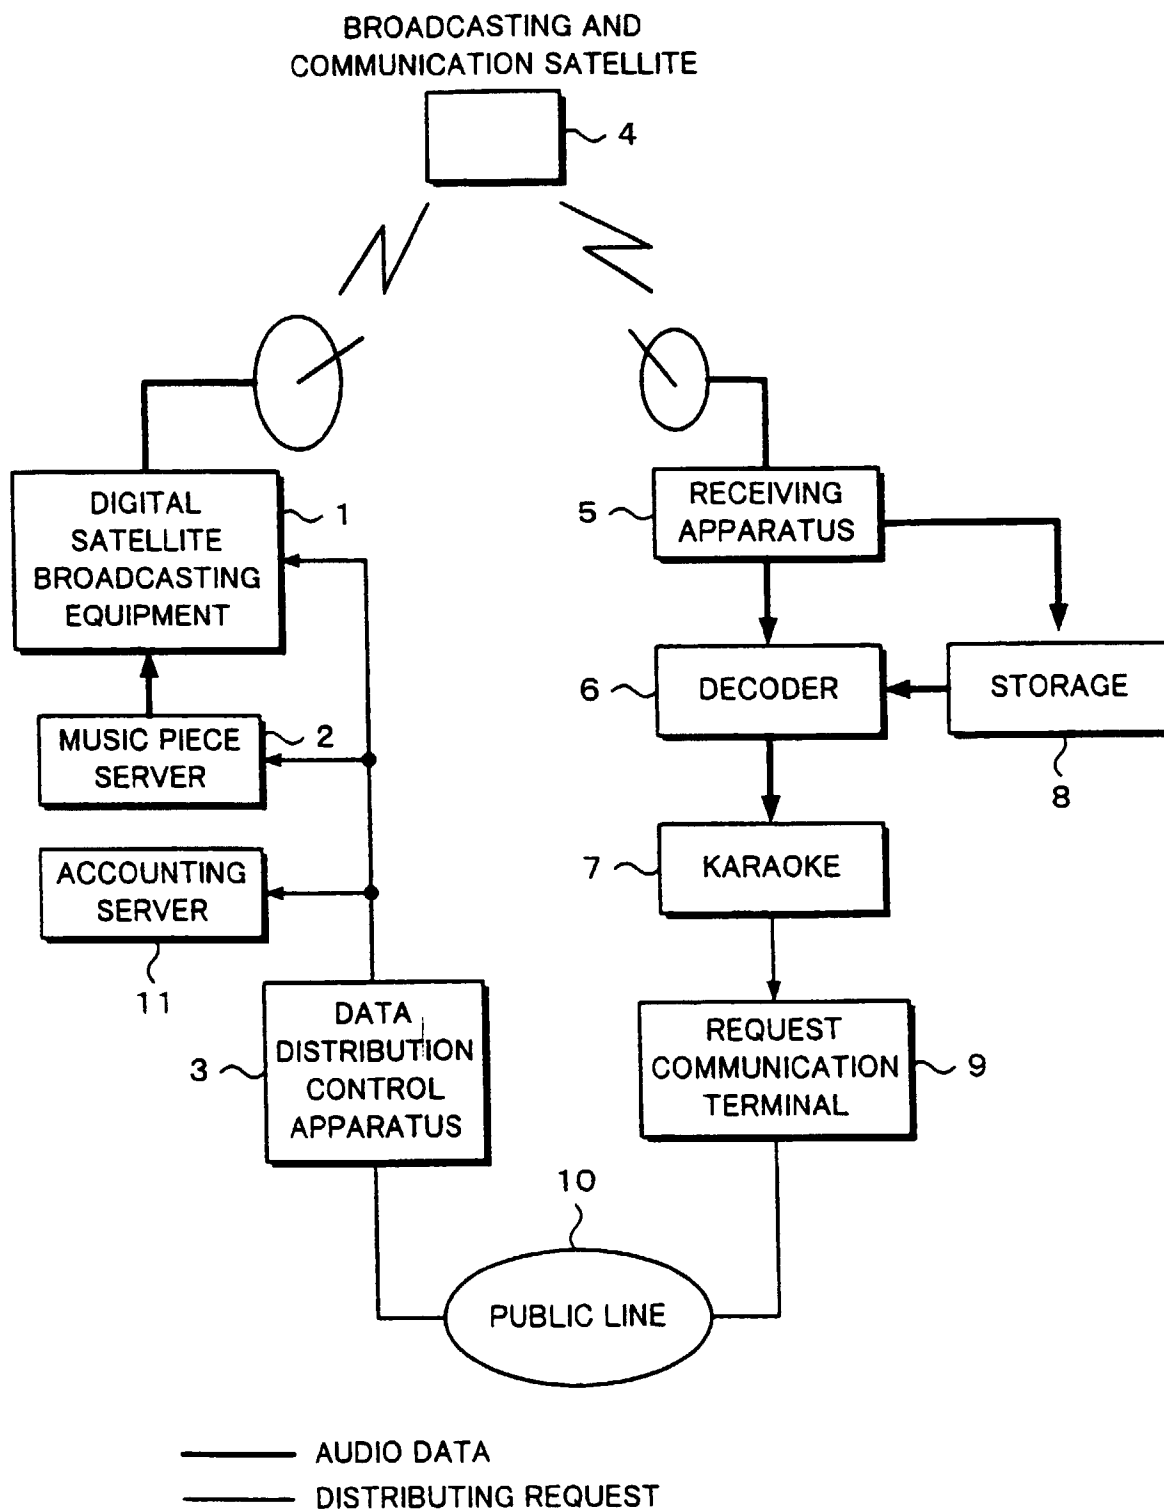 BROADCASTING AND
COMMUNICATION SATELLITE
4
DIGITAL
SATELLITE
BROADCASTING
EQUIPMENT
1
RECEIVING
APPARATUS
5
MUSIC PIECE
SERVER
2
DECODER
6
STORAGE
8
ACCOUNTING
SERVER
11
KARAOKE
7
DATA
DISTRIBUTION
CONTROL
APPARATUS
3
REQUEST
COMMUNICATION
TERMINAL
9
10
PUBLIC LINE
AUDIO DATA
DISTRIBUTING REQUEST